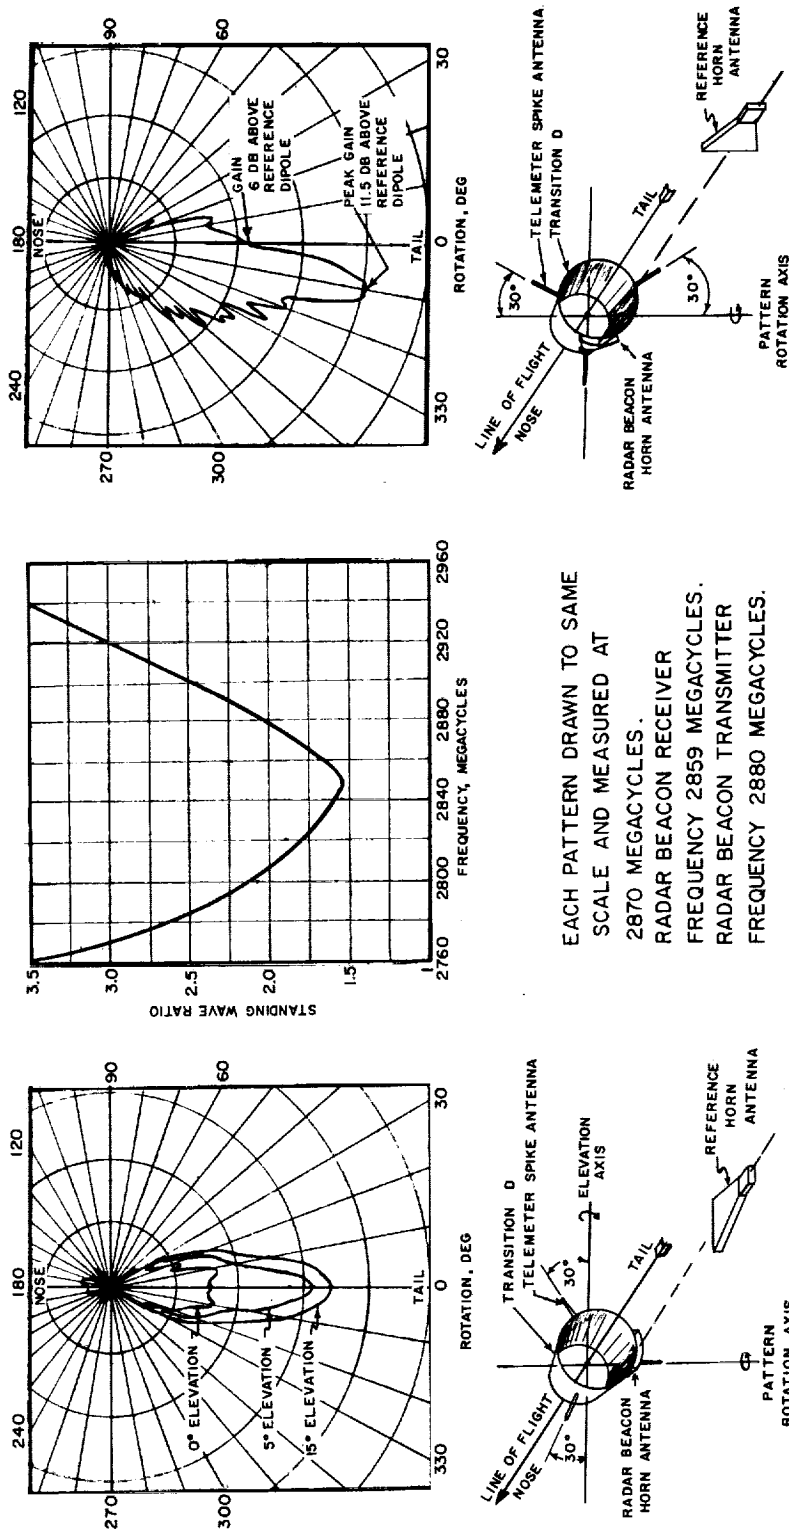 240 180 120
NOSE
270 90
0° ELEVATION
5° ELEVATION
15° ELEVATION
300 60
TAIL
330 0 30
ROTATION, DEG
STANDING WAVE RATIO
3.5
3.0
2.5
2.0
1.5
1
2760 2800 2840 2880 2920 2960
FREQUENCY, MEGACYCLES
240 180 120
NOSE
270 90
GAIN
6 DB ABOVE
REFERENCE
DIPOLE
PEAK GAIN
11.5 DB ABOVE
REFERENCE
DIPOLE
300
TAIL
330 0 30
ROTATION, DEG
TRANSITION D
TELEMETER SPIKE ANTENNA
30°
ELEVATION
AXIS
LINE OF FLIGHT
NOSE
30°
TAIL
REFERENCE
HORN
ANTENNA
RADAR BEACON
HORN ANTENNA
PATTERN
ROTATION AXIS
EACH PATTERN DRAWN TO SAME
SCALE AND MEASURED AT
2870 MEGACYCLES.
RADAR BEACON RECEIVER
FREQUENCY 2859 MEGACYCLES.
RADAR BEACON TRANSMITTER
FREQUENCY 2880 MEGACYCLES.
TELEMETER SPIKE ANTENNA
TRANSITION D
30°
LINE OF FLIGHT
NOSE
TAIL
REFERENCE
HORN
ANTENNA
30°
RADAR BEACON
HORN ANTENNA
PATTERN
ROTATION AXIS